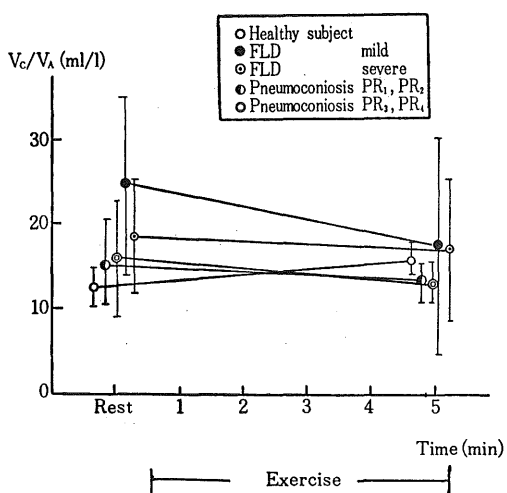 ○ Healthy subject
● FLD mild
⊙ FLD severe
◐ Pneumoconiosis PR₁, PR₂
◎ Pneumoconiosis PR₃, PR₄
Vc/VA (ml/l)
30
20
10
0
Rest 1 2 3 4 5
Time (min)
Exercise